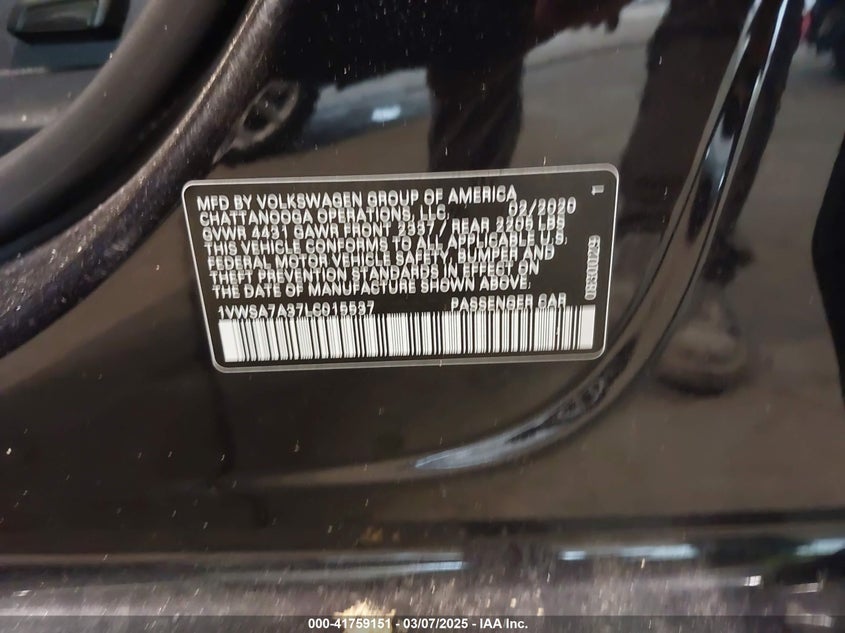 MFD BY VOLKSWAGEN GROUP OF AMERICA
CHATTANOOGA OPERATIONS, LLC. 02/2020
GVWR 4431 GAWR FRONT 2337 / REAR 2205 LBS
THIS VEHICLE CONFORMS TO ALL APPLICABLE U.S.
FEDERAL MOTOR VEHICLE SAFETY, BUMPER AND
THEFT PREVENTION STANDARDS IN EFFECT ON
THE DATE OF MANUFACTURE SHOWN ABOVE.
1VWSA7A37LC015537 PASSENGER CAR
1
000-41759151 — 03/07/2025 — IAA Inc.